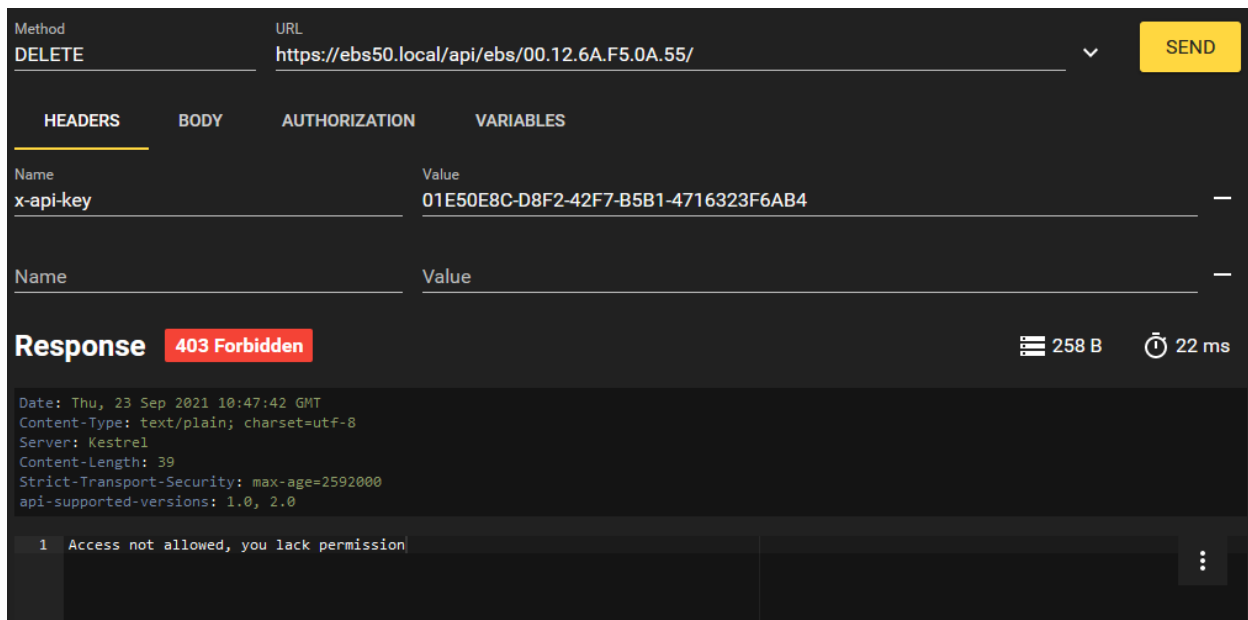 Method URL
DELETE https://ebs50.local/api/ebs/00.12.6A.F5.0A.55/ SEND
HEADERS BODY AUTHORIZATION VARIABLES
Name Value
x-api-key 01E50E8C-D8F2-42F7-B5B1-4716323F6AB4
Name Value
Response 403 Forbidden 258 B 22 ms
Date: Thu, 23 Sep 2021 10:47:42 GMT
Content-Type: text/plain; charset=utf-8
Server: Kestrel
Content-Length: 39
Strict-Transport-Security: max-age=2592000
api-supported-versions: 1.0, 2.0
1 Access not allowed, you lack permission